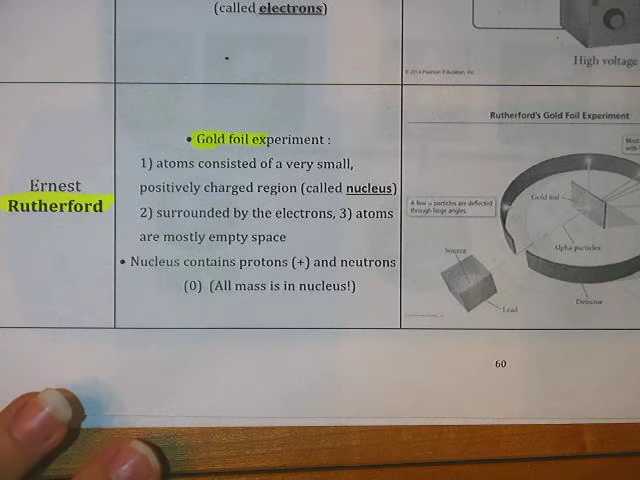 (called electrons)
High voltage
© 2014 Pearson Education, Inc.
Ernest
Rutherford
• Gold foil experiment :
1) atoms consisted of a very small,
positively charged region (called nucleus)
2) surrounded by the electrons, 3) atoms
are mostly empty space
• Nucleus contains protons (+) and neutrons
(0) (All mass is in nucleus!)
Rutherford's Gold Foil Experiment
Most
with
Gold foil
A few α particles are deflected
through large angles.
Alpha particles
Source
Lead
Detector
60